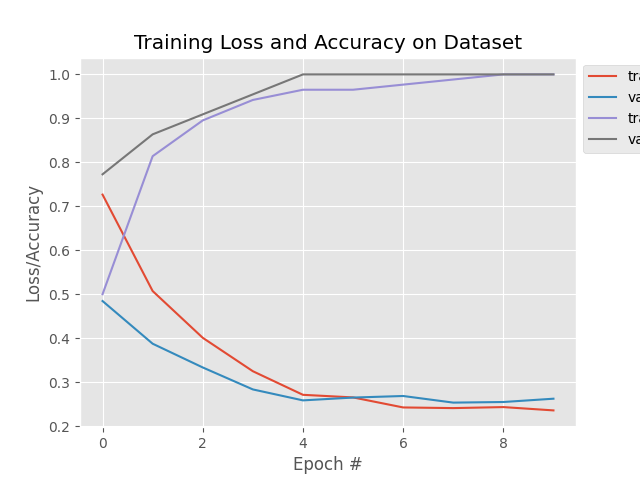 Training Loss and Accuracy on Dataset
1.0
0.9
0.8
0.7
0.6
0.5
0.4
0.3
0.2
Loss/Accuracy
0 2 4 6 8
Epoch #
tra
va
tra
va